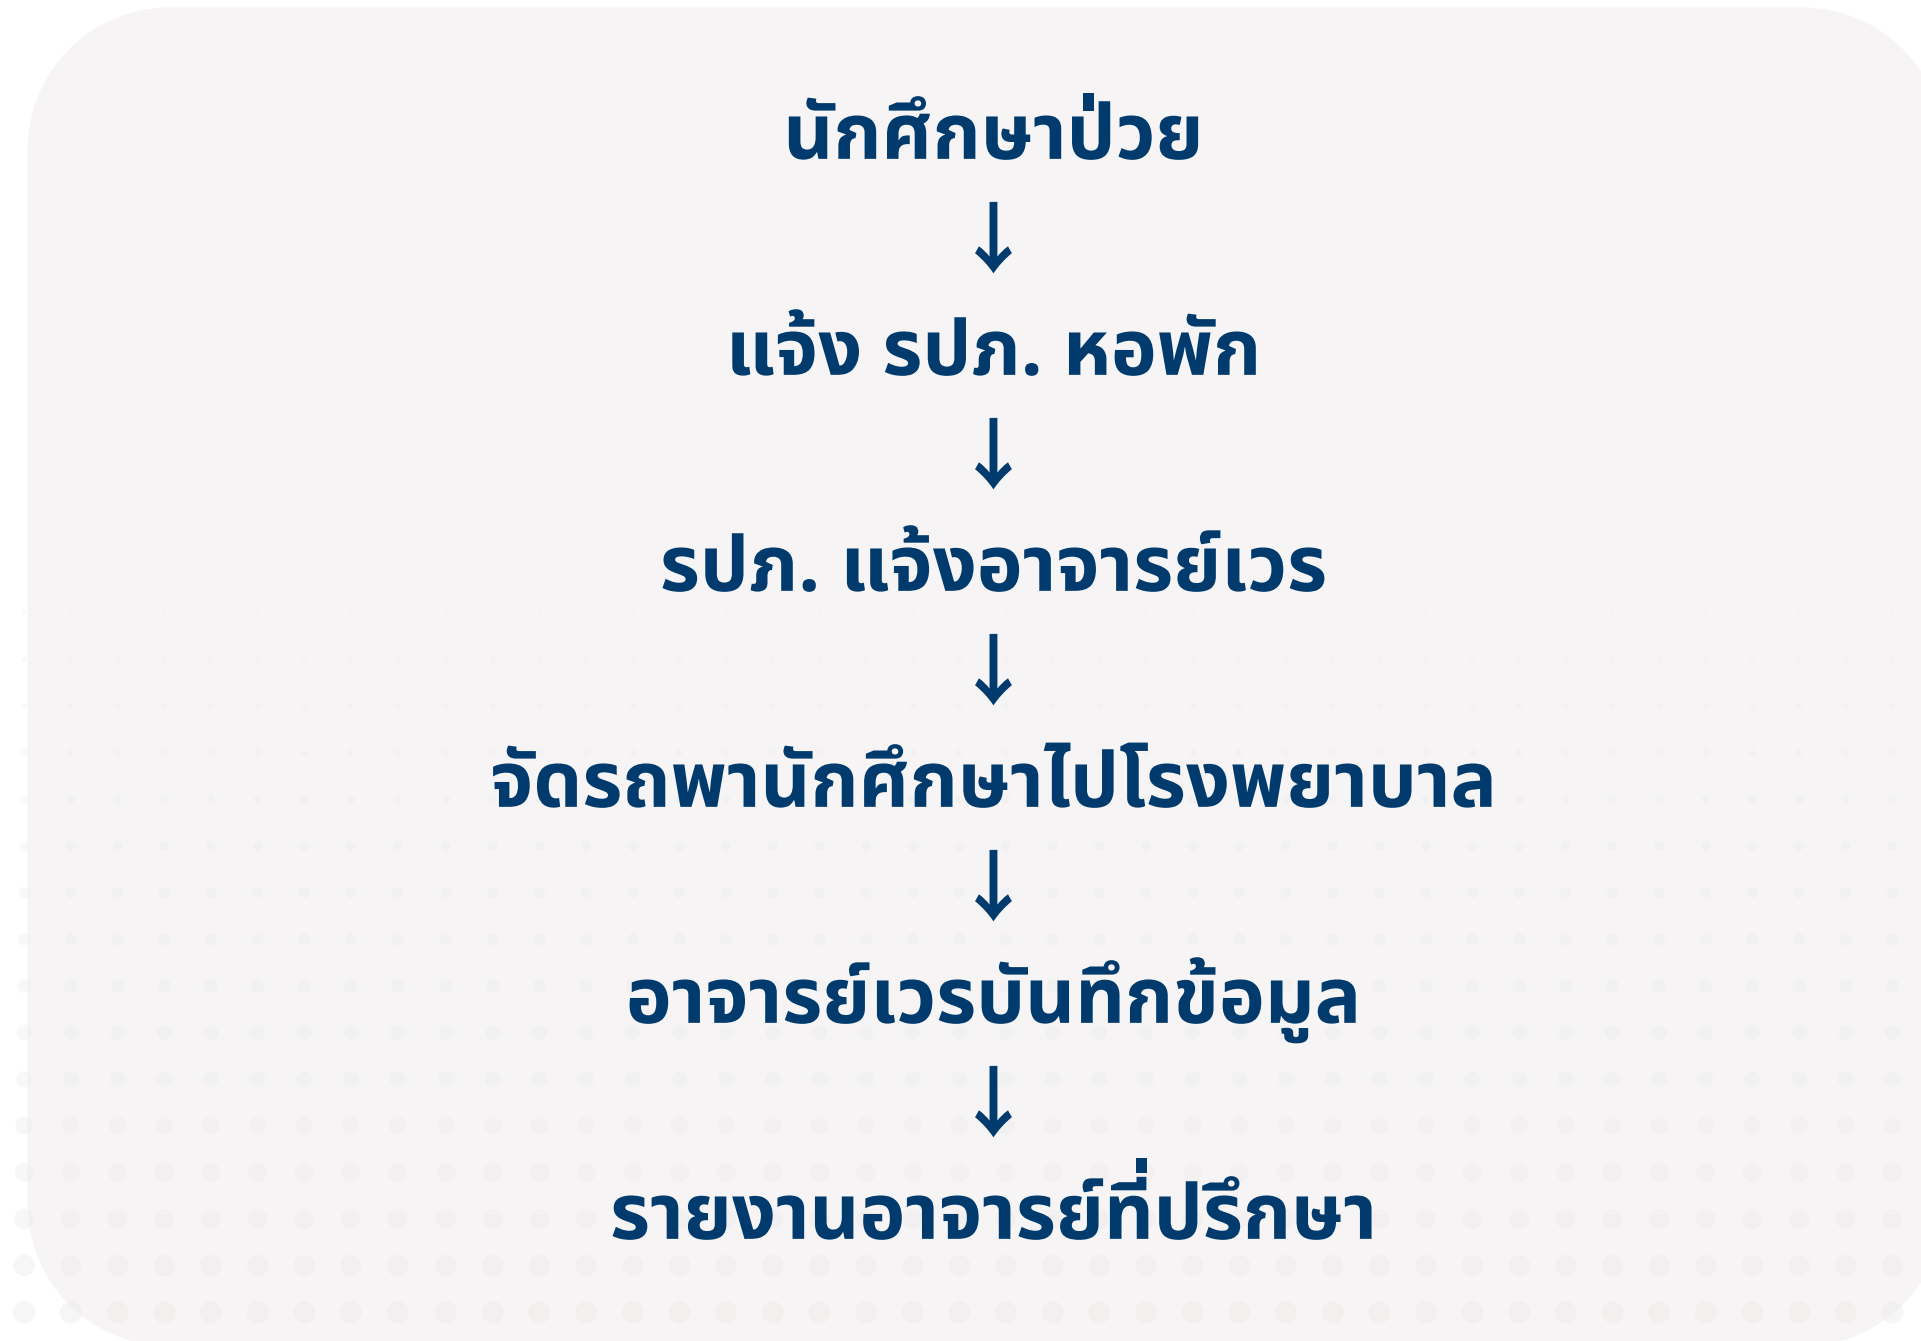 นักศึกษาป่วย
↓
แจ้ง รปภ. หอพัก
↓
รปภ. แจ้งอาจารย์เวร
↓
จัดรถพานักศึกษาไปโรงพยาบาล
↓
อาจารย์เวรบันทึกข้อมูล
↓
รายงานอาจารย์ที่ปรึกษา